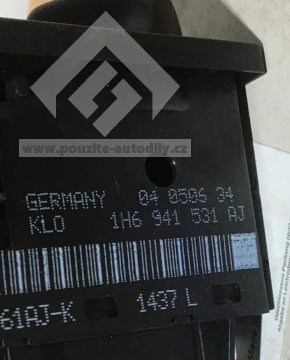 www.pouzite-autodily.cz
GERMANY 04 0506 34
KLO 1H6 941 531 AJ
61AJ-K 1437 L